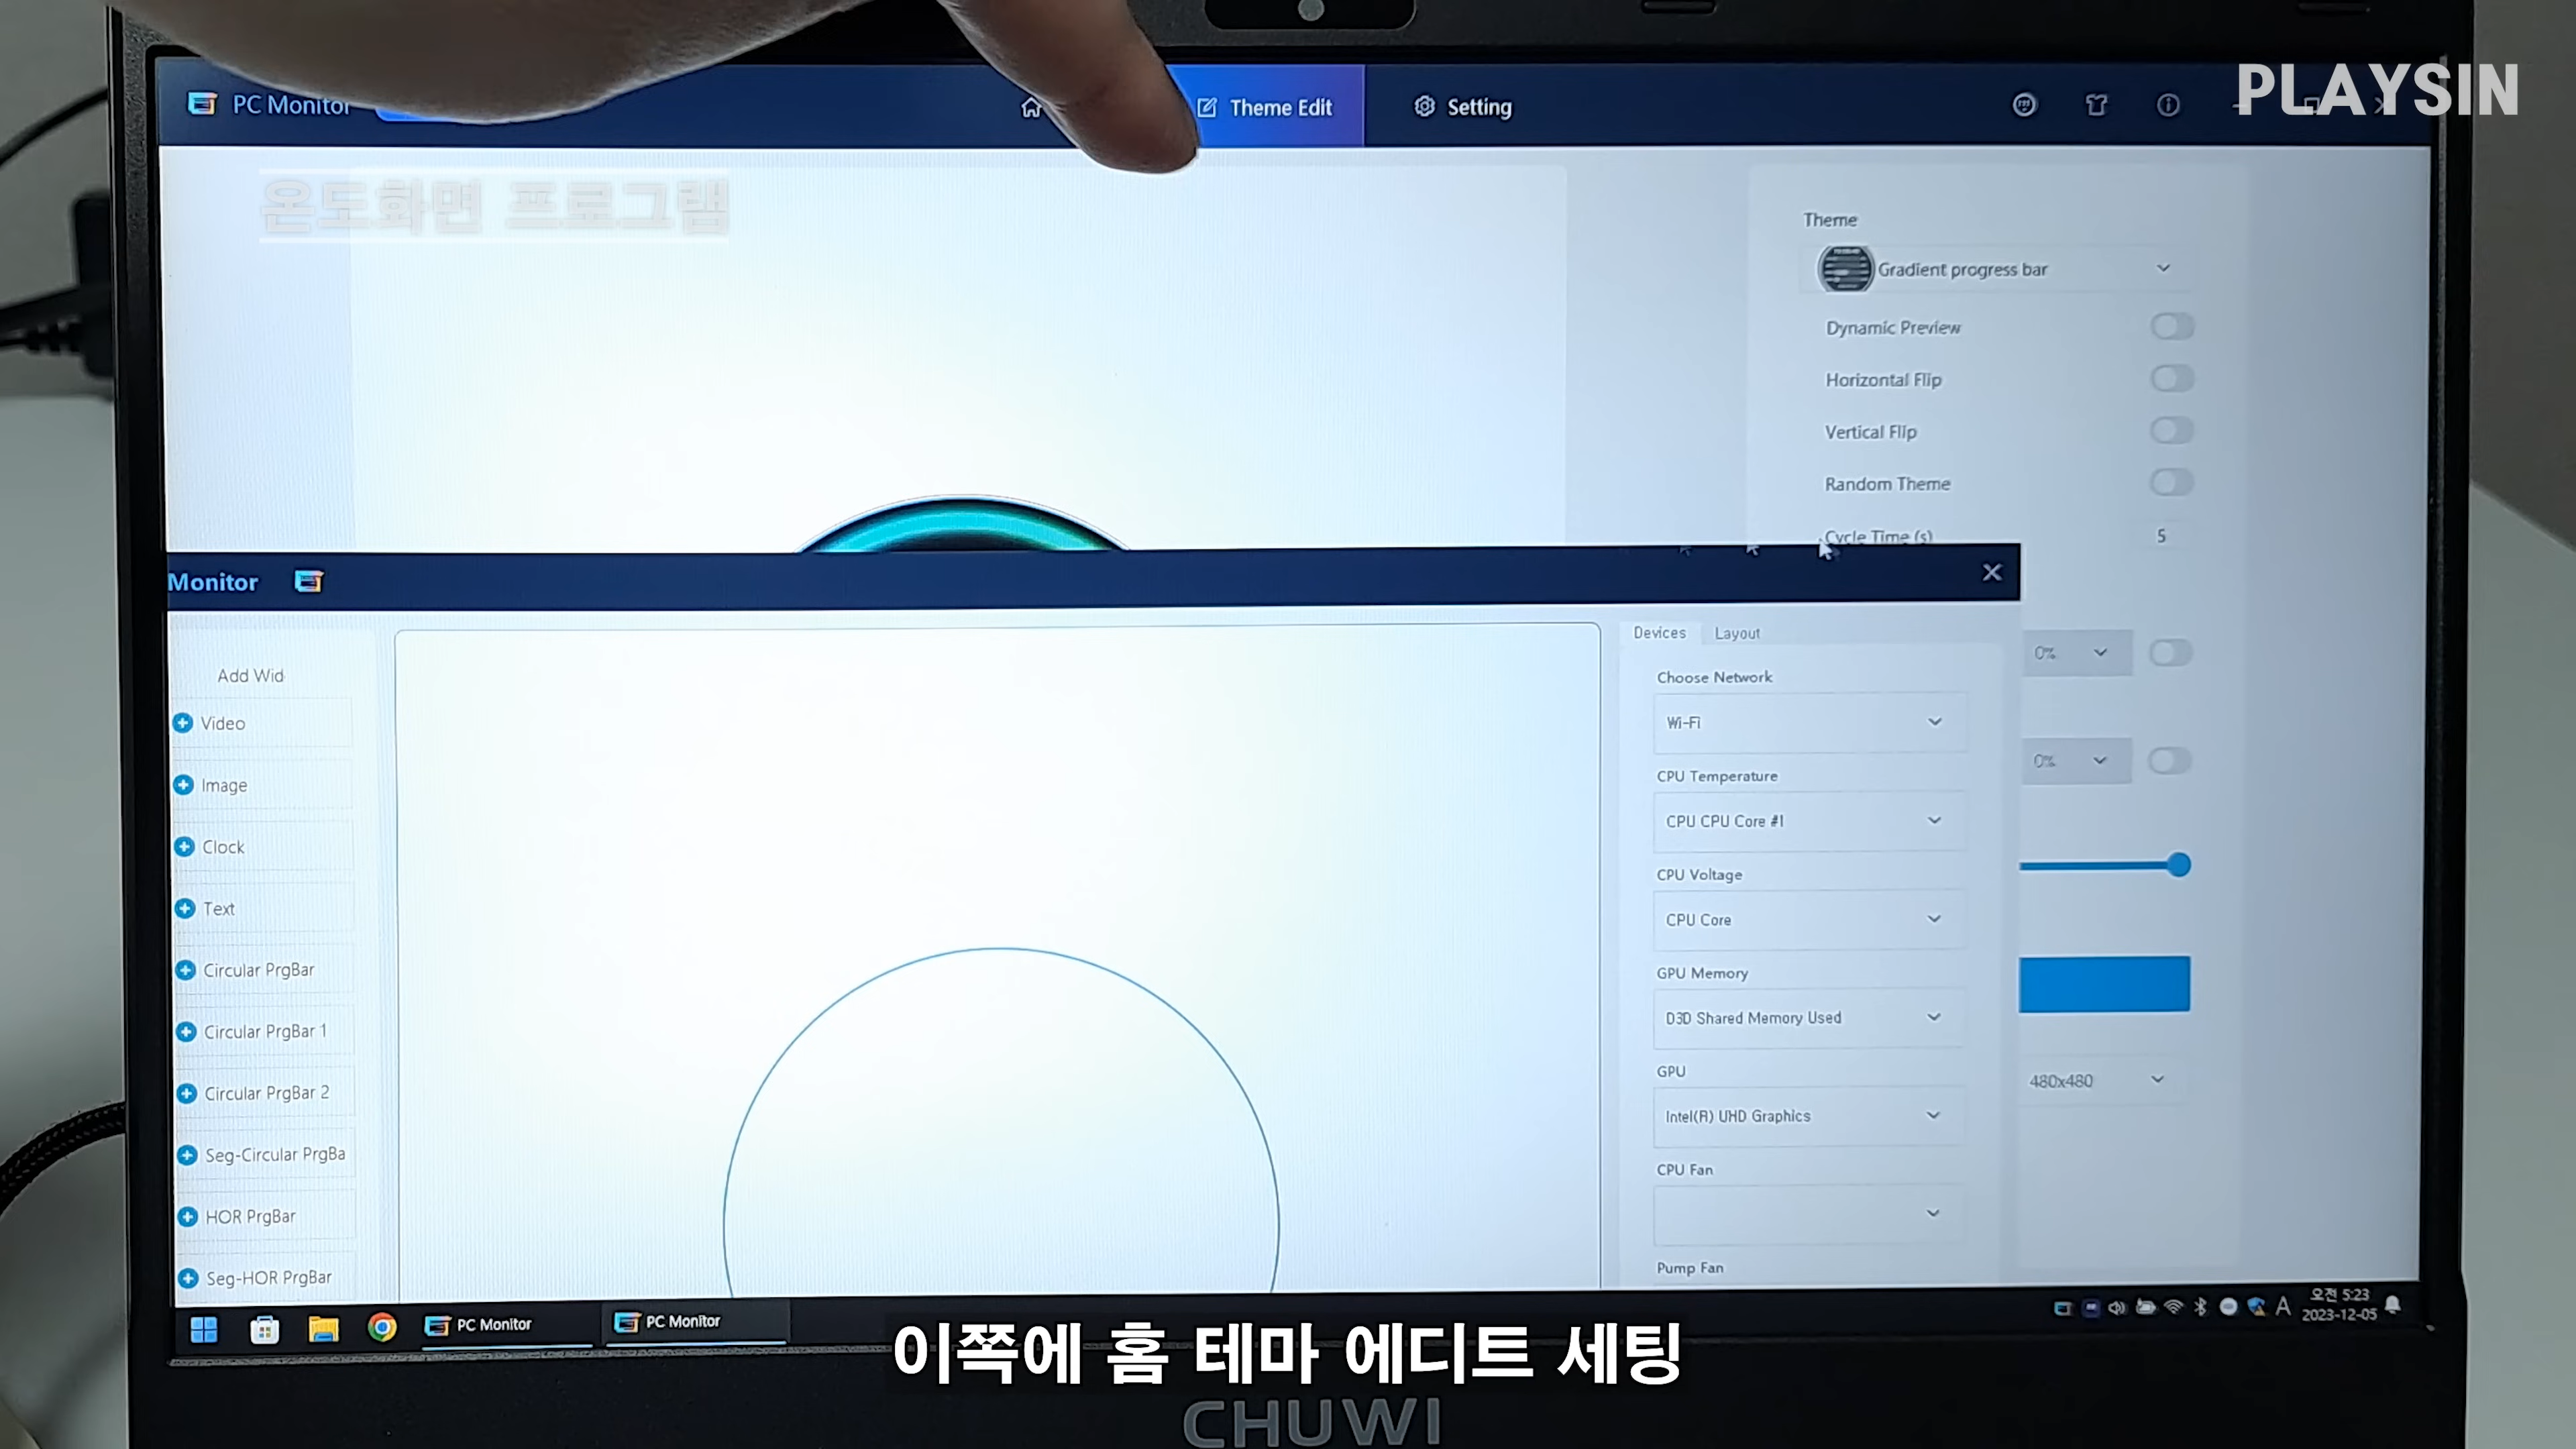 PLAYSIN
PC Monitor
Theme Edit
Setting
온도화면 프로그램
Theme
Gradient progress bar
Dynamic Preview
Horizontal Flip
Vertical Flip
Random Theme
Cycle Time (s)
5
Monitor
Devices
Layout
Add Wid
Choose Network
0%
Video
Wi-Fi
Image
CPU Temperature
0%
Clock
CPU CPU Core #1
Text
CPU Voltage
CPU Core
Circular PrgBar
GPU Memory
Circular PrgBar 1
D3D Shared Memory Used
Circular PrgBar 2
GPU
480x480
Intel(R) UHD Graphics
Seg-Circular PrgBa
CPU Fan
HOR PrgBar
Seg-HOR PrgBar
Pump Fan
PC Monitor
PC Monitor
A
오전 5:23
2023-12-05
이쪽에 홈 테마 에디트 세팅
CHUWI